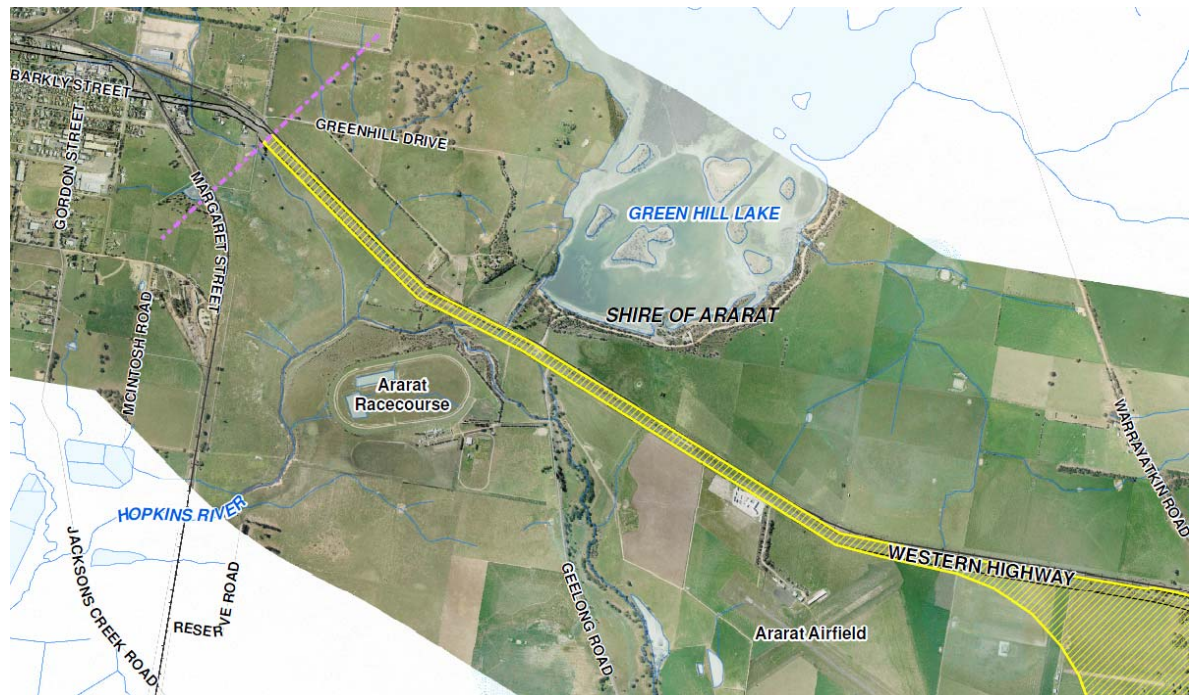 BARKLY STREET
GORDON STREET
GREENHILL DRIVE
MARGARET STREET
MCINTOSH ROAD
GREEN HILL LAKE
SHIRE OF ARARAT
Ararat
Racecourse
WARRAYATKIN ROAD
HOPKINS RIVER
WESTERN HIGHWAY
JACKSONS CREEK ROAD
RESERVE ROAD
GEELONG ROAD
Ararat Airfield